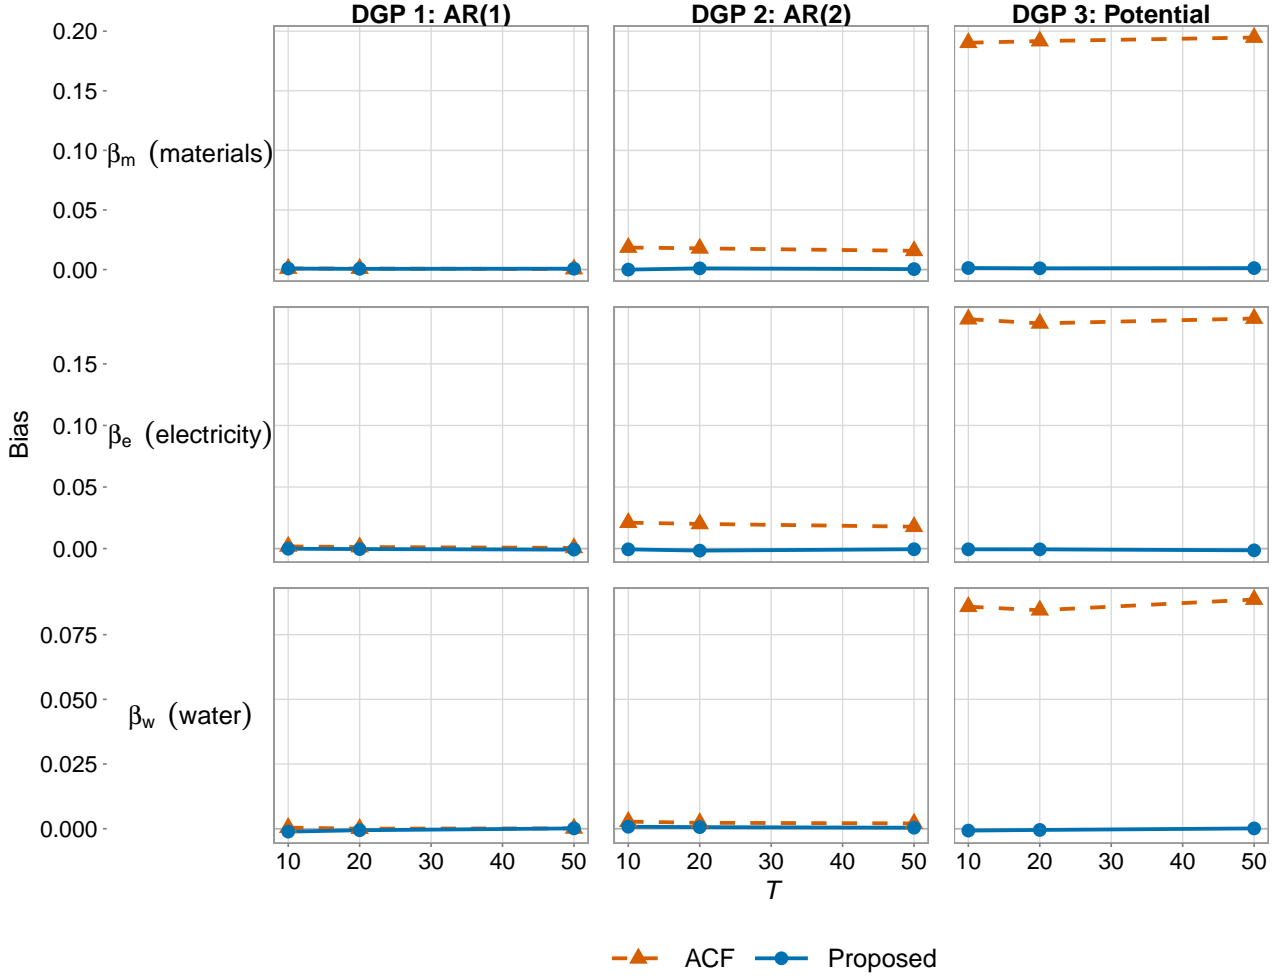 DGP 1: AR(1) DGP 2: AR(2) DGP 3: Potential
0.20
0.15
0.10
βm (materials)
0.05
0.00
0.15
0.10
βe (electricity)
0.05
0.00
Bias
0.075
0.050
βw (water)
0.025
0.000
10 20 30 40 50 10 20 30 40 50 10 20 30 40 50
T
ACF Proposed